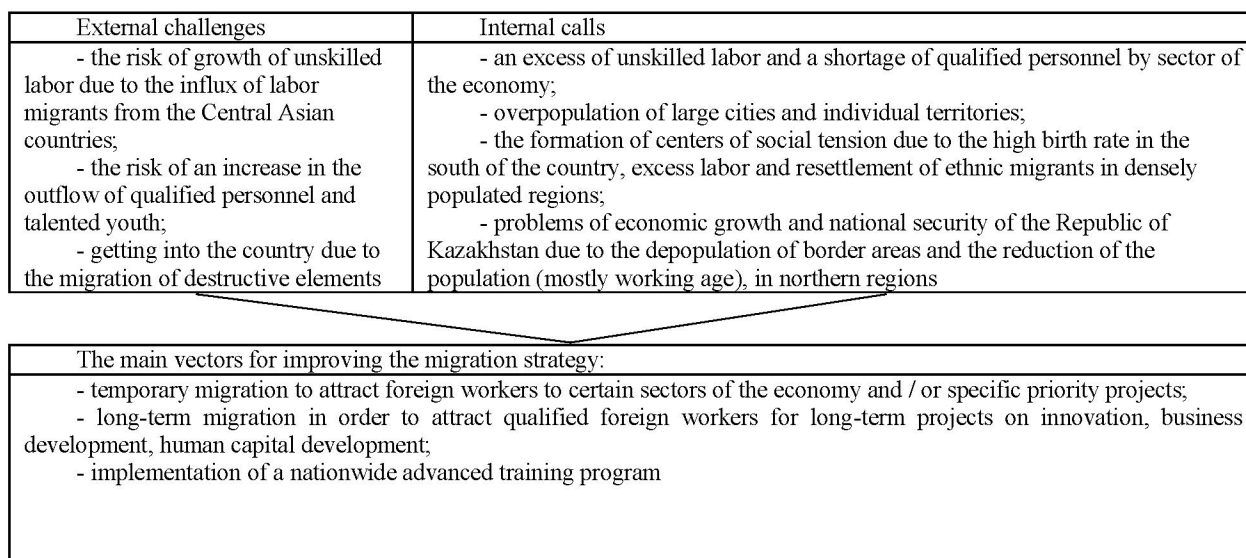 External challenges
- the risk of growth of unskilled
labor due to the influx of labor
migrants from the Central Asian
countries;
- the risk of an increase in the
outflow of qualified personnel and
talented youth;
- getting into the country due to
the migration of destructive elements
Internal calls
- an excess of unskilled labor and a shortage of qualified personnel by sector of
the economy;
- overpopulation of large cities and individual territories;
- the formation of centers of social tension due to the high birth rate in the
south of the country, excess labor and resettlement of ethnic migrants in densely
populated regions;
- problems of economic growth and national security of the Republic of
Kazakhstan due to the depopulation of border areas and the reduction of the
population (mostly working age), in northern regions
The main vectors for improving the migration strategy:
- temporary migration to attract foreign workers to certain sectors of the economy and / or specific priority projects;
- long-term migration in order to attract qualified foreign workers for long-term projects on innovation, business
development, human capital development;
- implementation of a nationwide advanced training program